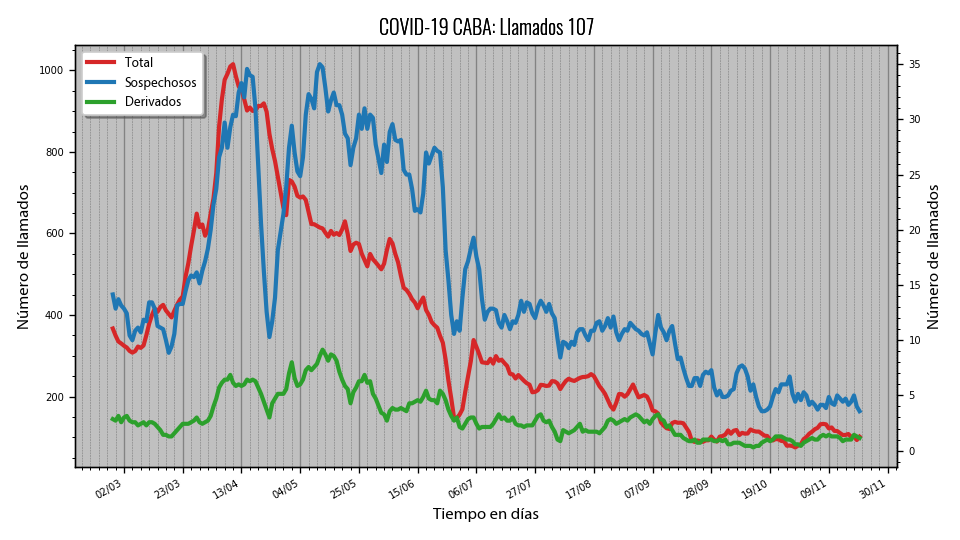 COVID-19 CABA: Llamados 107
Total
Sospechosos
Derivados
Número de llamados
1000
800
600
400
200
35
30
25
20
15
10
5
0
Número de llamados
02/03 23/03 13/04 04/05 25/05 15/06 06/07 27/07 17/08 07/09 28/09 19/10 09/11 30/11
Tiempo en días